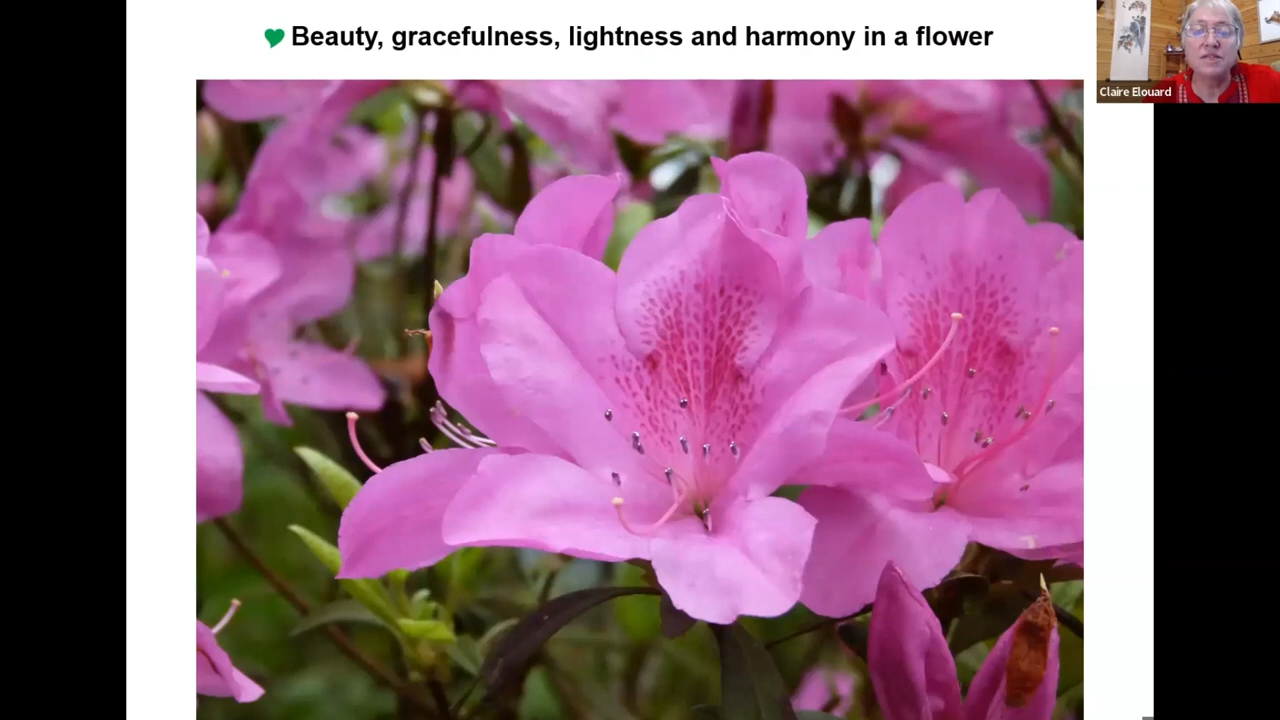 Beauty, gracefulness, lightness and harmony in a flower
Claire Elouard